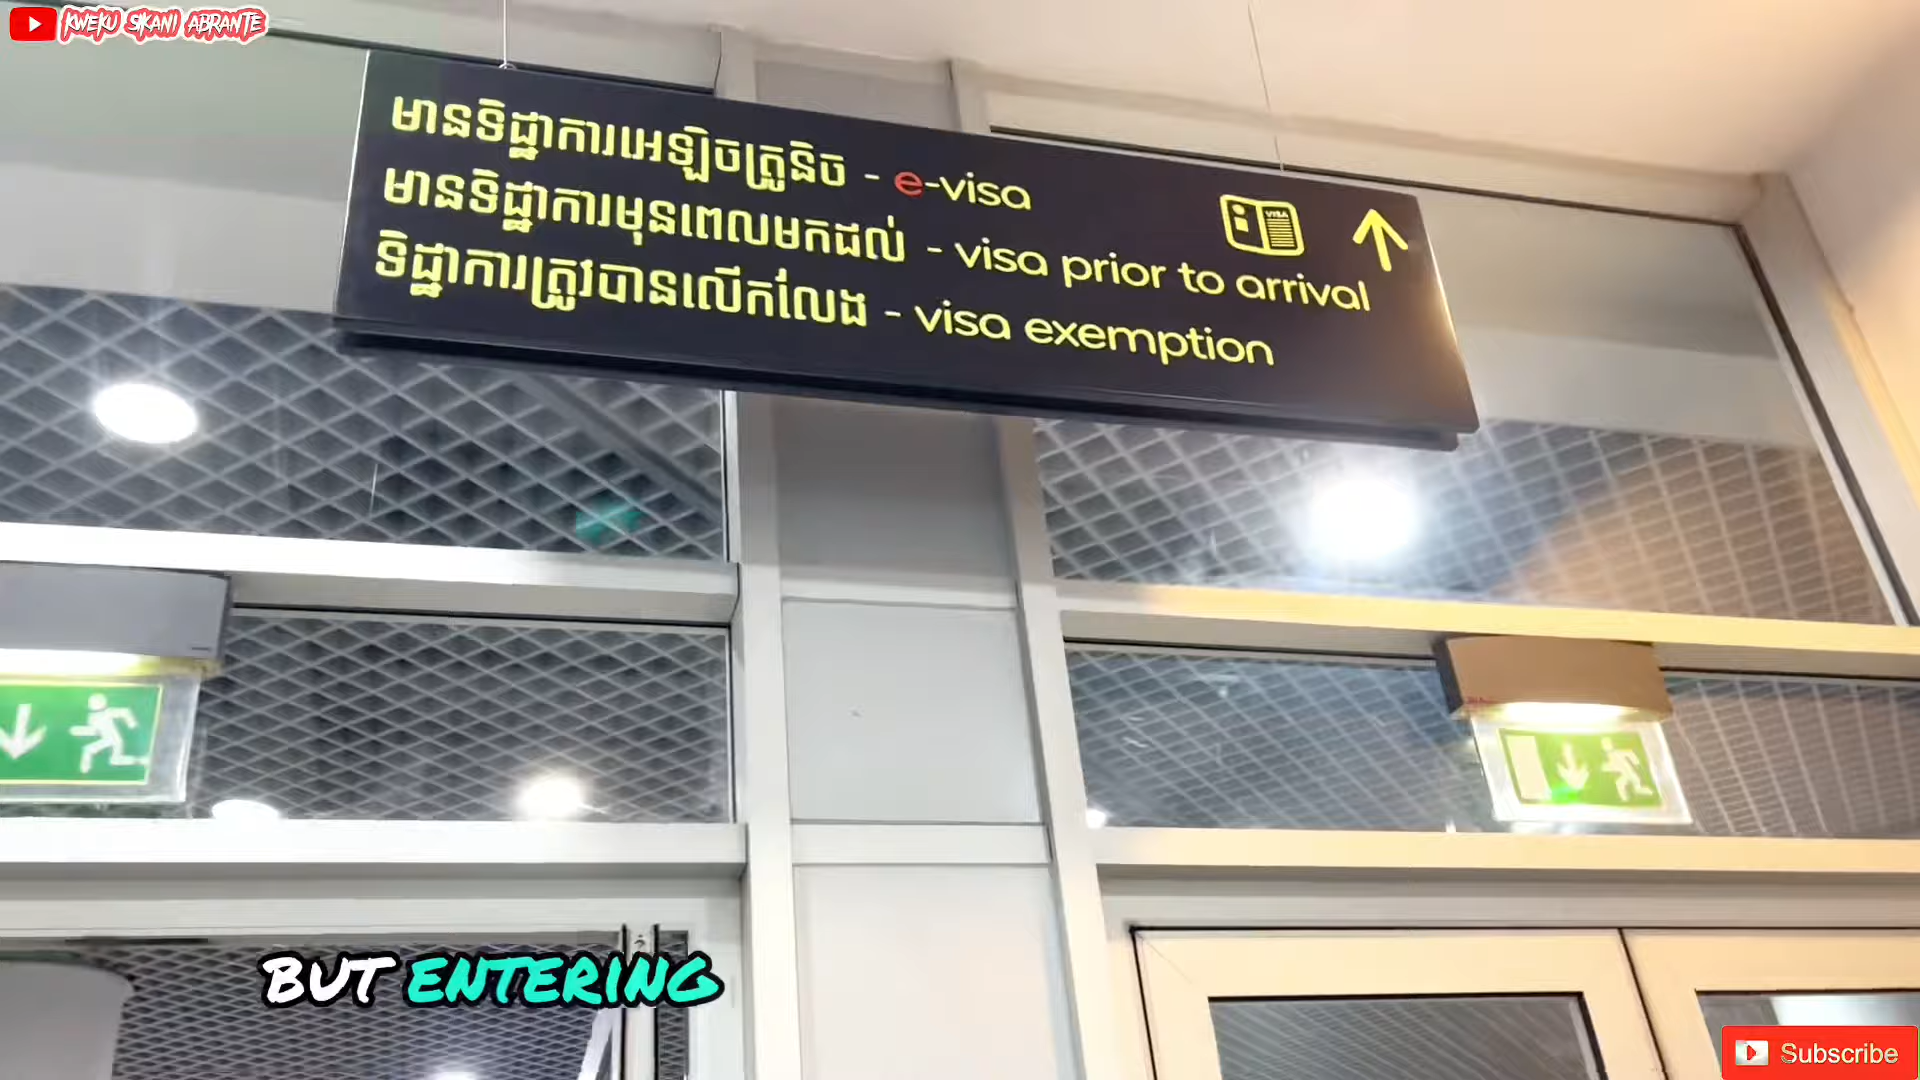 KWEKU SIKANI ABRANTE
មានទិដ្ឋាការអេឡិចត្រូនិច - e-visa
មានទិដ្ឋាការមុនពេលមកដល់ - visa prior to arrival
ទិដ្ឋាការត្រូវបានលើកលែង - visa exemption
VISA
BUT ENTERING
Subscribe